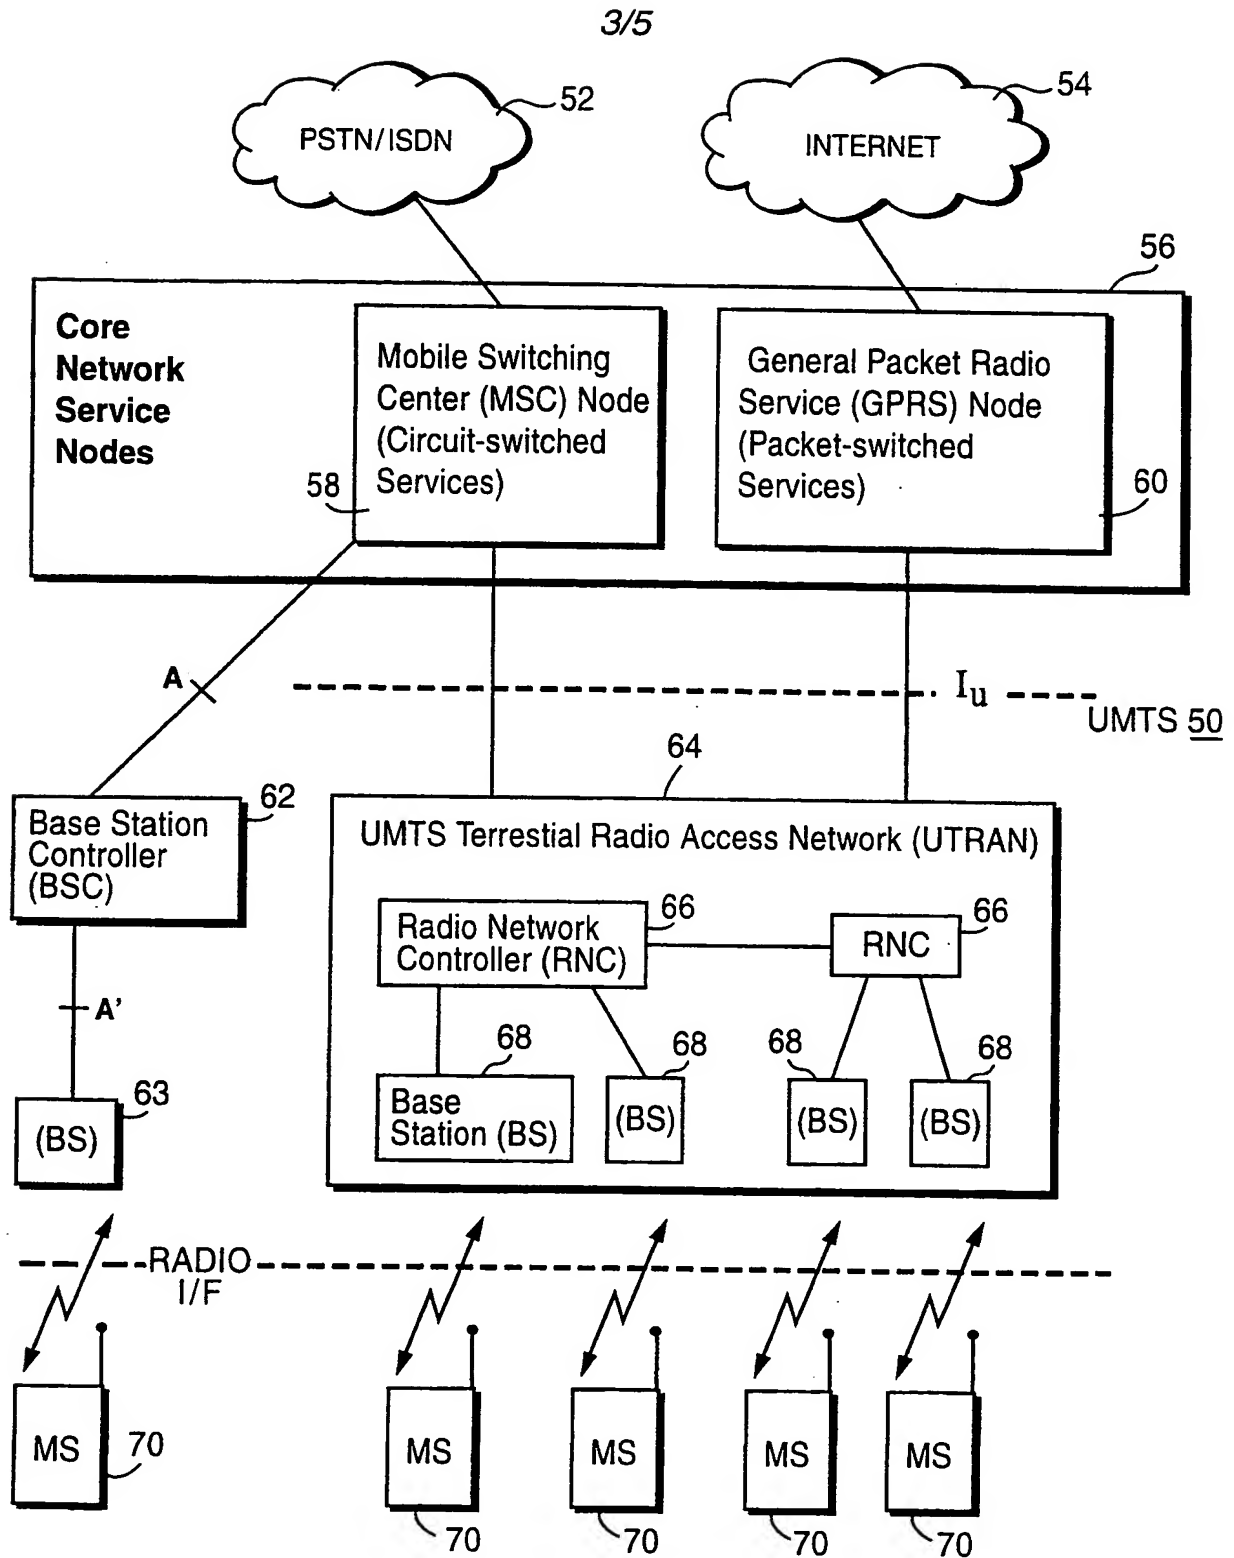 3/5
52
54
PSTN/ISDN
INTERNET
56
Core
Network
Service
Nodes
Mobile Switching
Center (MSC) Node
(Circuit-switched
Services)
58
General Packet Radio
Service (GPRS) Node
(Packet-switched
Services)
60
A
Iu
UMTS 50
64
62
Base Station
Controller
(BSC)
UMTS Terrestial Radio Access Network (UTRAN)
66
Radio Network
Controller (RNC)
66
RNC
A'
68
68
68
68
63
(BS)
Base
Station (BS)
(BS)
(BS)
(BS)
RADIO
I/F
MS
70
MS
MS
MS
MS
70
70
70
70